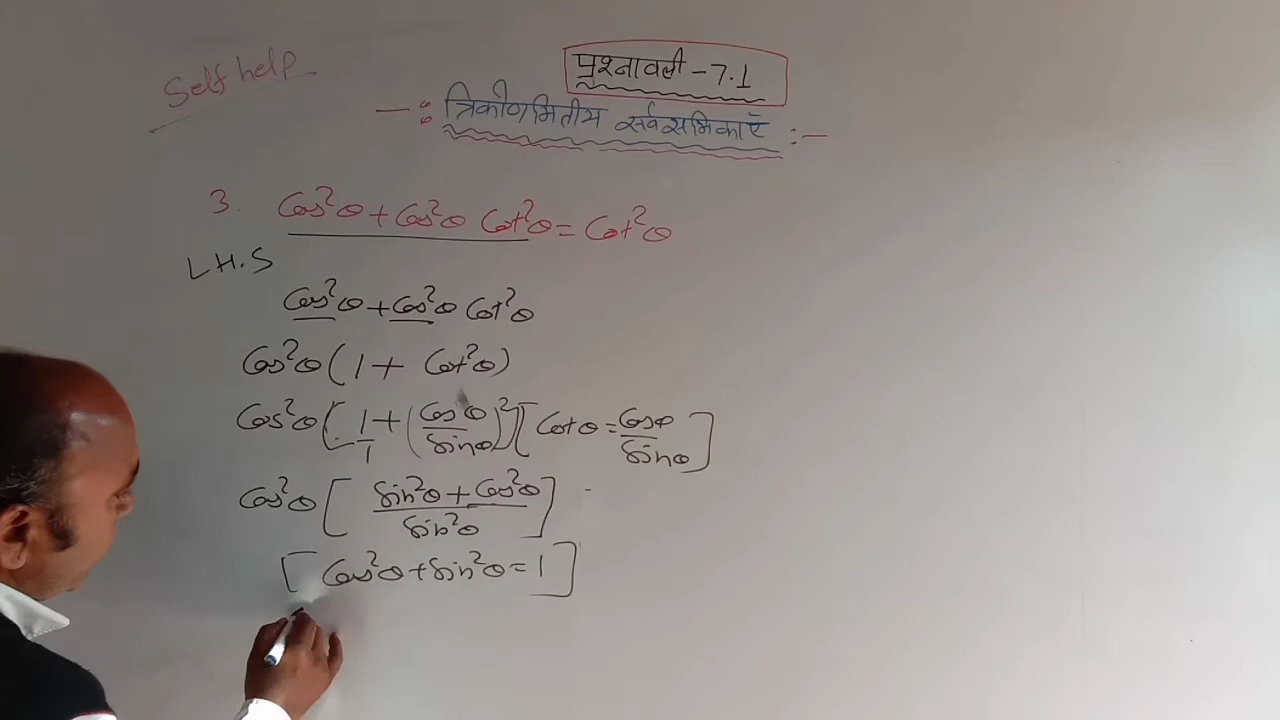 Self help
प्रश्नावली - 7.1
-: त्रिकोणमितीय सर्वसमिकाएँ :-
3. Cos²θ + Cos²θ Cot²θ = Cot²θ
L.H.S
Cos²θ + Cos²θ Cot²θ
Cos²θ (1 + Cot²θ)
Cos²θ [1/1 + (Cosθ/Sinθ)²] [Cotθ = Cosθ/Sinθ]
Cos²θ [Sin²θ + Cos²θ / Sin²θ]
[Cos²θ + Sin²θ = 1]